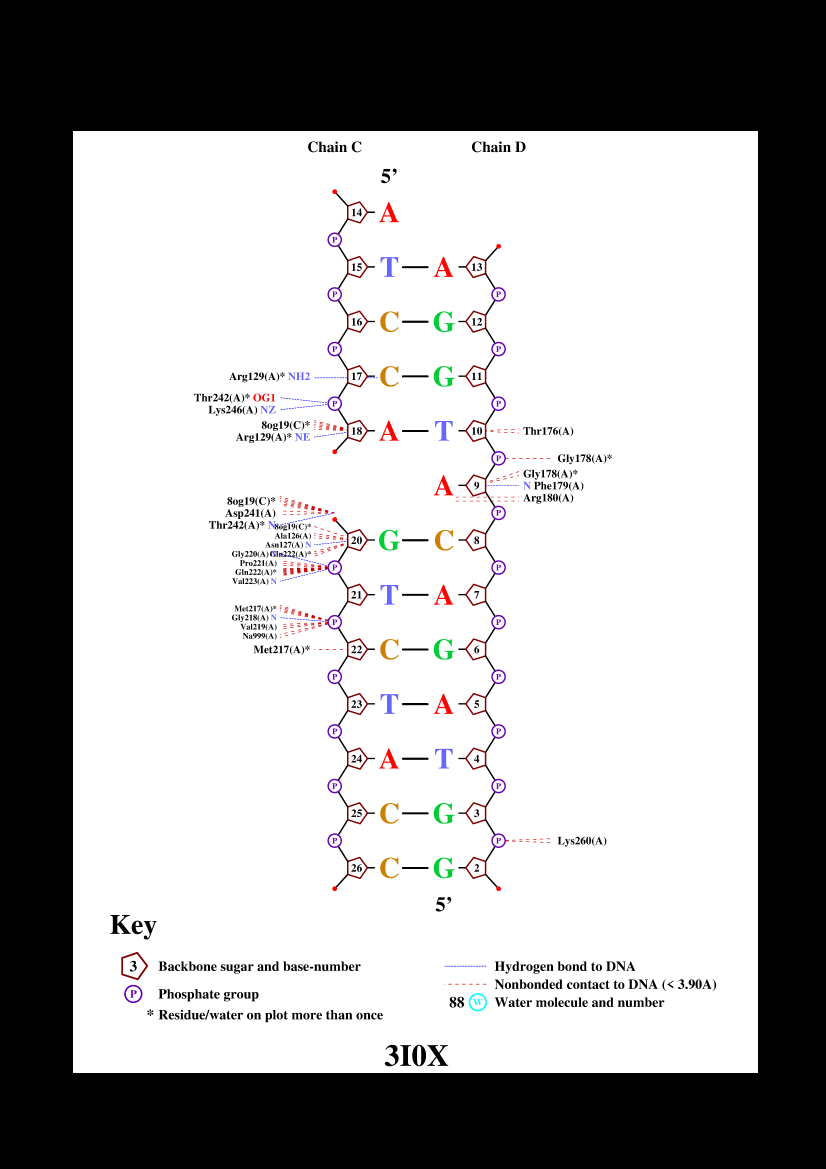 Chain C Chain D
5’
14 A
P
15 T A 13
P P
16 C G 12
P P
Arg129(A)* NH2 17 C G 11
Thr242(A)* OG1 P P
Lys246(A) NZ
8og19(C)* 18 A T 10 Thr176(A)
Arg129(A)* NE
P Gly178(A)*
Gly178(A)*
A 9 N Phe179(A)
Arg180(A)
8og19(C)*
Asp241(A) P
Thr242(A)* N
8og19(C)*
Ala126(A)
Asn127(A) N 20 G C 8
Gly220(A) Gln222(A)*
Pro221(A) P P
Gln222(A)*
Val223(A) N
21 T A 7
Met217(A)*
Gly218(A) N P P
Val219(A)
Na999(A)
Met217(A)* 22 C G 6
P P
23 T A 5
P P
24 A T 4
P P
25 C G 3
P P Lys260(A)
26 C G 2
5’
Key
3 Backbone sugar and base-number
P Phosphate group
* Residue/water on plot more than once
Hydrogen bond to DNA
Nonbonded contact to DNA (< 3.90A)
88 W Water molecule and number
3I0X